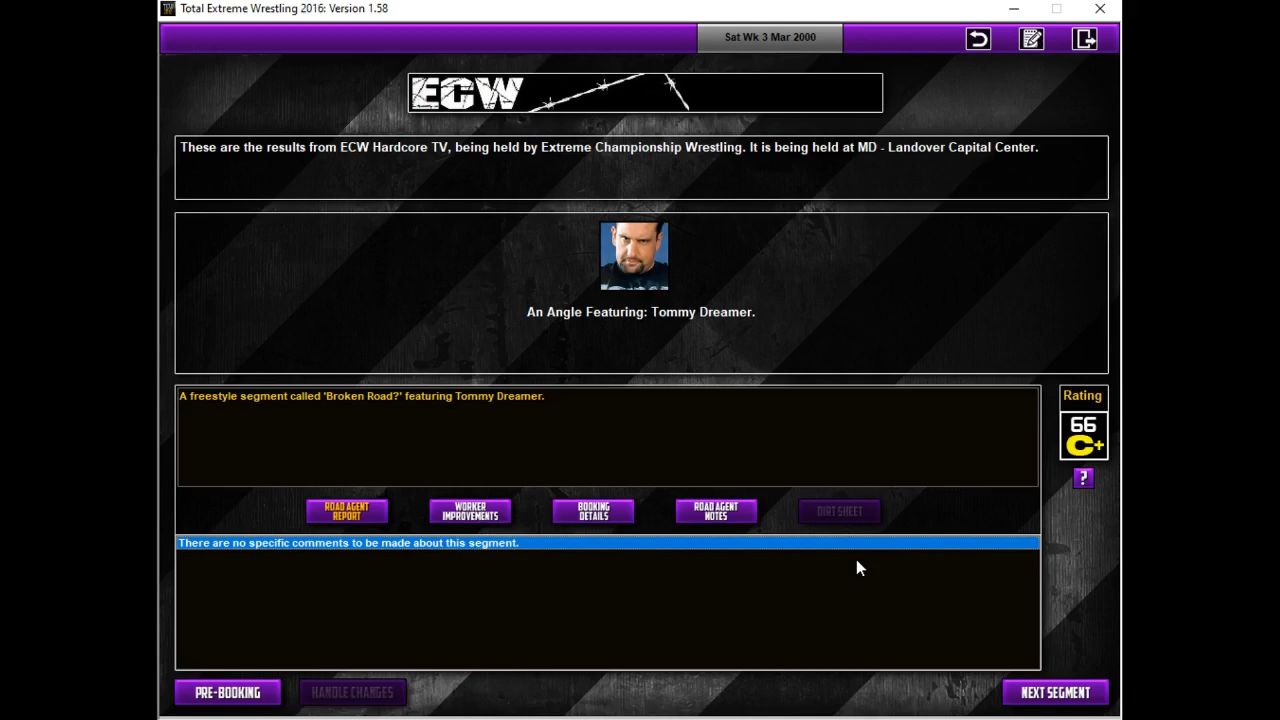 Total Extreme Wrestling 2016: Version 1.58
Sat Wk 3 Mar 2000
ECW
These are the results from ECW Hardcore TV, being held by Extreme Championship Wrestling. It is being held at MD - Landover Capital Center.
An Angle Featuring: Tommy Dreamer.
A freestyle segment called 'Broken Road?' featuring Tommy Dreamer.
Rating
66
C+
?
ROAD AGENT
REPORT
WORKER
IMPROVEMENTS
BOOKING
DETAILS
ROAD AGENT
NOTES
DIRT SHEET
There are no specific comments to be made about this segment.
PRE-BOOKING
HANDLE CHANGES
NEXT SEGMENT